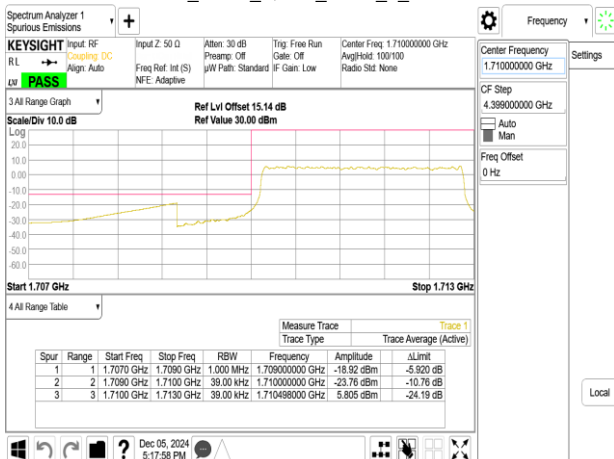 Spectrum Analyzer 1
Spurious Emissions
KEYSIGHT
RL
PASS
Input: RF
Coupling: DC
Align: Auto
Input Z: 50 Ω
Freq Ref: Int (S)
NFE: Adaptive
Atten: 30 dB
Preamp: Off
µW Path: Standard
Trig: Free Run
Gate: Off
IF Gain: Low
Center Freq: 1.710000000 GHz
Avg|Hold: 100/100
Radio Std: None
3 All Range Graph
Scale/Div 10.0 dB
Ref Lvl Offset 15.14 dB
Ref Value 30.00 dBm
Log
20.0
10.0
0.00
-10.0
-20.0
-30.0
-40.0
-50.0
-60.0
Start 1.707 GHz
Stop 1.713 GHz
4 All Range Table
Measure Trace Trace 1
Trace Type Trace Average (Active)
Spur Range Start Freq Stop Freq RBW Frequency Amplitude ΔLimit
1 1 1.7070 GHz 1.7090 GHz 1.000 MHz 1.709000000 GHz -18.92 dBm -5.920 dB
2 2 1.7090 GHz 1.7100 GHz 39.00 kHz 1.710000000 GHz -23.76 dBm -10.76 dB
3 3 1.7100 GHz 1.7130 GHz 39.00 kHz 1.710498000 GHz 5.805 dBm -24.19 dB
Dec 05, 2024
5:17:58 PM
Frequency
Center Frequency
1.710000000 GHz
Settings
CF Step
4.399000000 GHz
Auto
Man
Freq Offset
0 Hz
Local